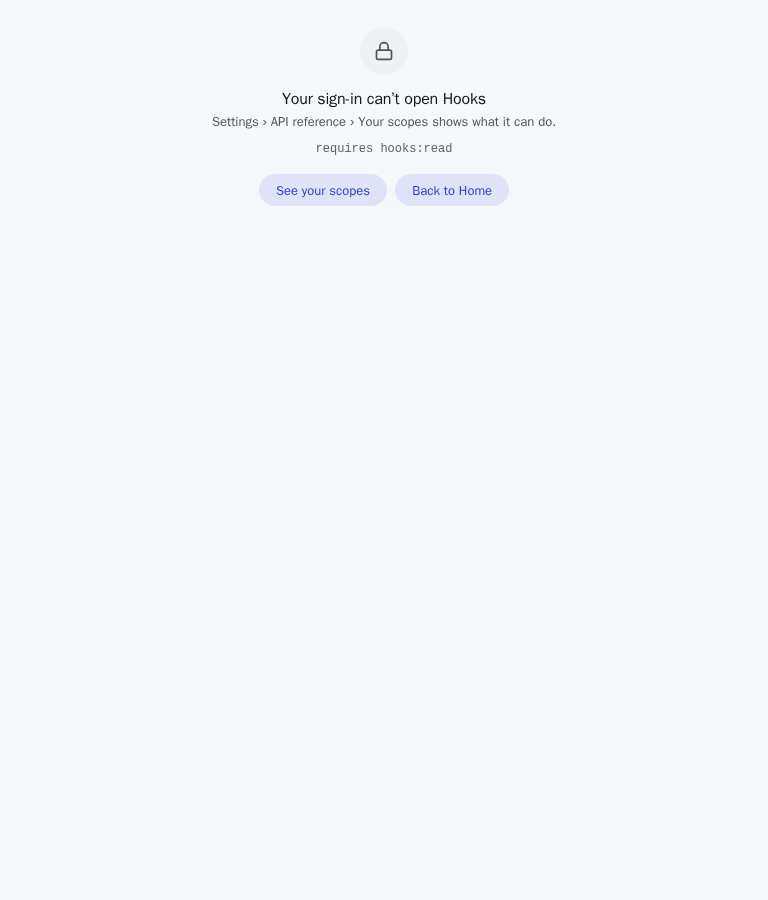 Your sign-in can’t open Hooks
Settings › API reference › Your scopes shows what it can do.
requires hooks:read
See your scopes
Back to Home